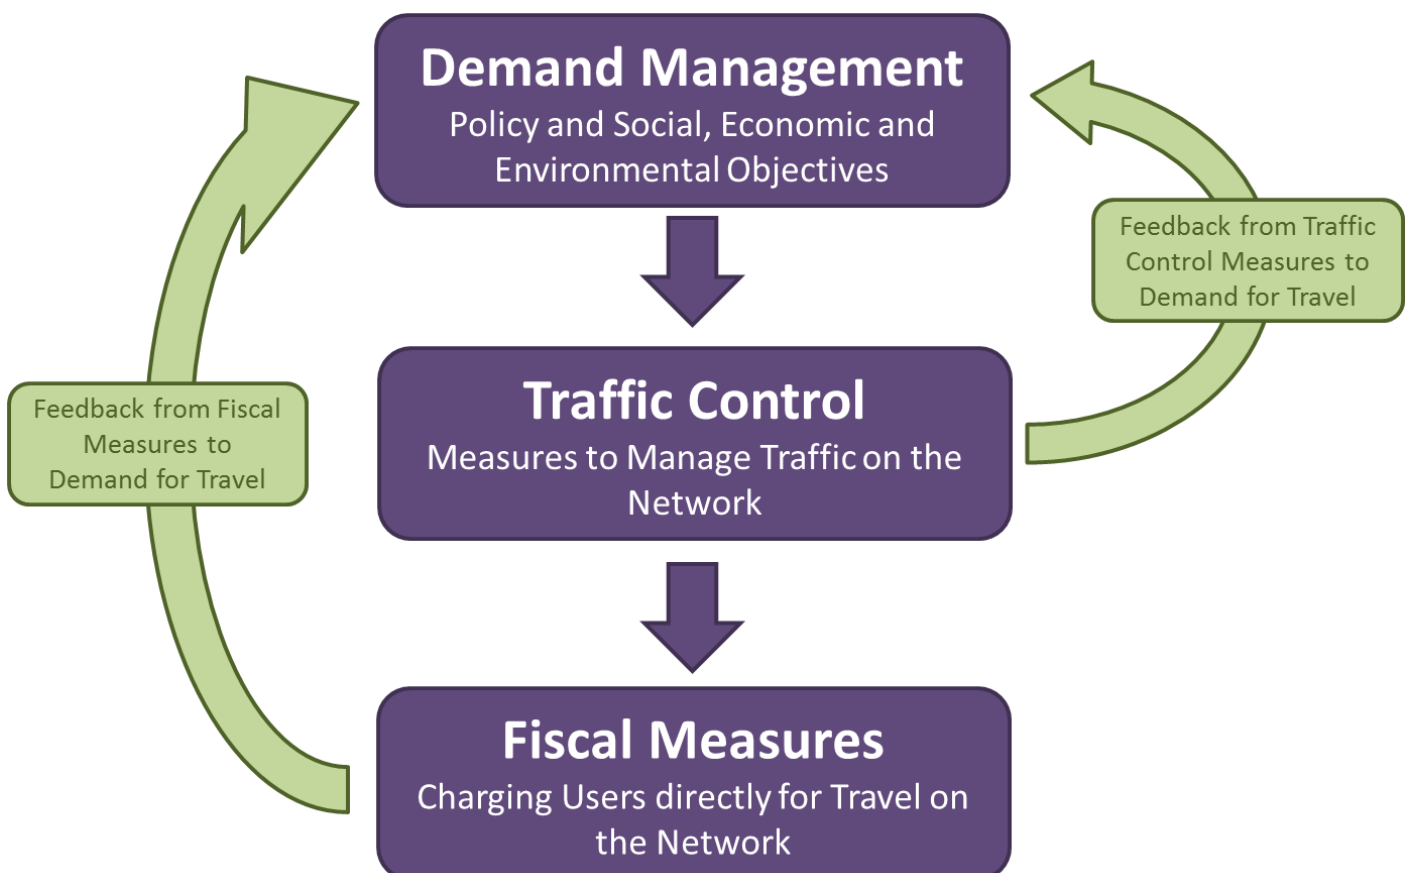 Demand Management
Policy and Social, Economic and
Environmental Objectives
Feedback from Traffic
Control Measures to
Demand for Travel
Traffic Control
Measures to Manage Traffic on the
Network
Feedback from Fiscal
Measures to
Demand for Travel
Fiscal Measures
Charging Users directly for Travel on
the Network